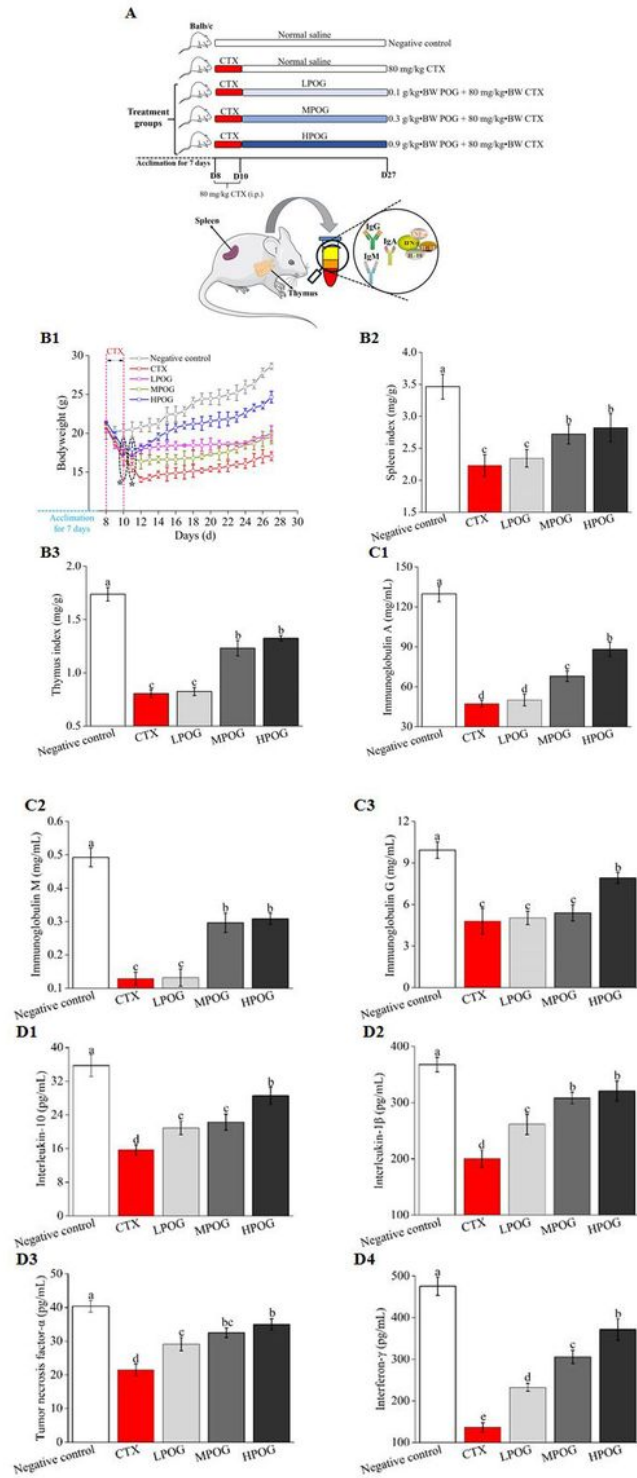 A
Balb/c
Normal saline
Negative control
CTX
Normal saline
80 mg/kg CTX
LPOG
CTX
0.1 g/kg•BW POG + 80 mg/kg•BW CTX
Treatment groups
MPOG
CTX
0.3 g/kg•BW POG + 80 mg/kg•BW CTX
HPOG
CTX
0.9 g/kg•BW POG + 80 mg/kg•BW CTX
Acclimation for 7 days
D8 D10 D27
80 mg/kg CTX (i.p.)
Spleen
Thymus
IgG
IgA
IgM
IFN-γ
IL-10
B1
CTX
Negative control
CTX
LPOG
MPOG
HPOG
Bodyweight (g)
30
25
20
15
Acclimation for 7 days
8 10 12 14 16 18 20 22 24 26 28 30
Days (d)
B2
Spleen index (mg/g)
4.0
3.5
3.0
2.5
2.0
1.5
a c c b b
Negative control CTX LPOG MPOG HPOG
B3
Thymus index (mg/g)
2.0
1.5
1.0
0.5
a c c b b
Negative control CTX LPOG MPOG HPOG
C1
Immunoglobulin A (mg/mL)
150
120
90
60
30
a d d c b
Negative control CTX LPOG MPOG HPOG
C2
Immunoglobulin M (mg/mL)
0.6
0.5
0.4
0.3
0.2
0.1
a c c b b
Negative control CTX LPOG MPOG HPOG
C3
Immunoglobulin G (mg/mL)
12
9
6
3
0
a c c c b
Negative control CTX LPOG MPOG HPOG
D1
Interleukin-10 (pg/mL)
40
32
24
16
8
0
a d c c b
Negative control CTX LPOG MPOG HPOG
D2
Interleukin-1β (pg/mL)
400
300
200
100
a d c b b
Negative control CTX LPOG MPOG HPOG
D3
Tumor necrosis factor-α (pg/mL)
50
40
30
20
10
0
a d c bc b
Negative control CTX LPOG MPOG HPOG
D4
Interferon-γ (pg/mL)
500
400
300
200
100
a e d c b
Negative control CTX LPOG MPOG HPOG